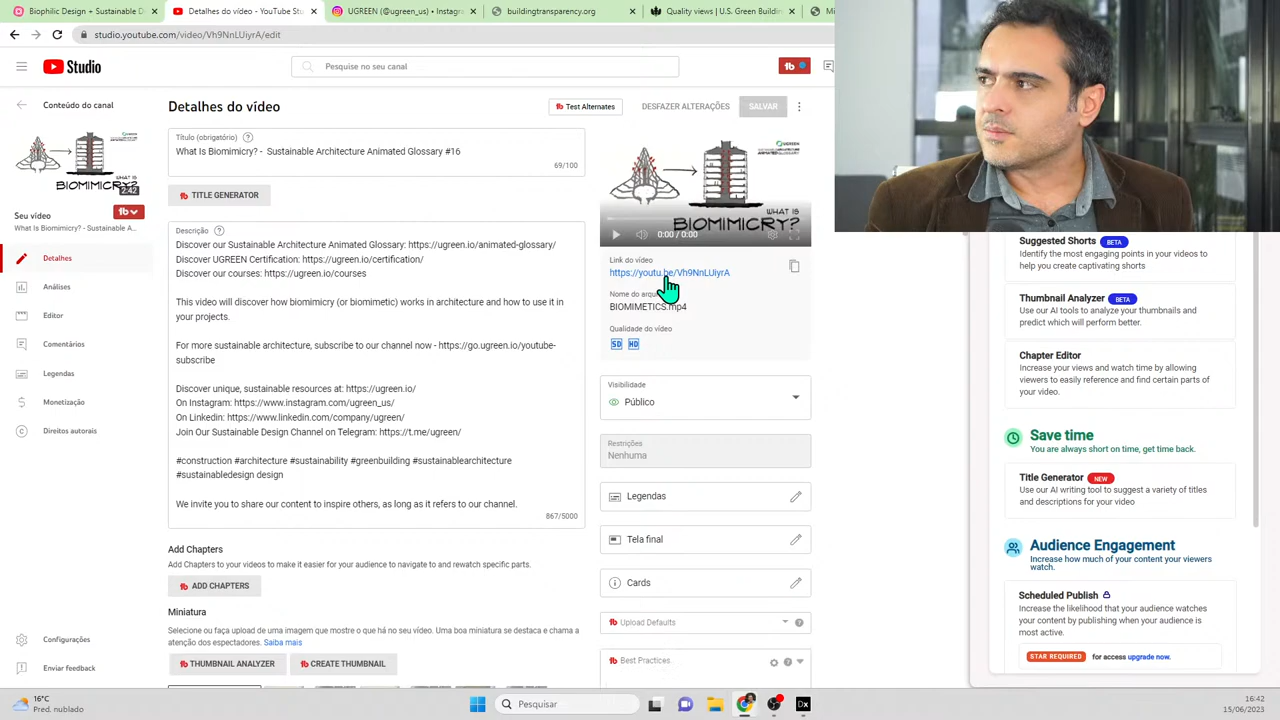 Biophilic Design + Sustainable D
Detalhes do vídeo - YouTube Stu
UGREEN (@ugreen_us) • Instagra
buildingtransparency.org
Quality views | U.S. Green Build
studio.youtube.com/video/Vh9NnLUiyrA/edit
Studio
Pesquise no seu canal
tb
Conteúdo do canal
Detalhes do vídeo
Test Alternates
DESFAZER ALTERAÇÕES
SALVAR
Título (obrigatório)
What Is Biomimicry? - Sustainable Architecture Animated Glossary #16
69/100
TITLE GENERATOR
UGREEN
WHAT IS
BIOMIMICRY?
2:42
Seu vídeo
What Is Biomimicry? - Sustainable A...
tb
Detalhes
Análises
Editor
Comentários
Legendas
Monetização
Direitos autorais
Configurações
Enviar feedback
Descrição
Discover our Sustainable Architecture Animated Glossary: https://ugreen.io/animated-glossary/
Discover UGREEN Certification: https://ugreen.io/certification/
Discover our courses: https://ugreen.io/courses
This video will discover how biomimicry (or biomimetic) works in architecture and how to use it in
your projects.
For more sustainable architecture, subscribe to our channel now - https://go.ugreen.io/youtube-
subscribe
Discover unique, sustainable resources at: https://ugreen.io/
On Instagram: https://www.instagram.com/ugreen_us/
On Linkedin: https://www.linkedin.com/company/ugreen/
Join Our Sustainable Design Channel on Telegram: https://t.me/ugreen/
#construction #architecture #sustainability #greenbuilding #sustainablearchitecture
#sustainabledesign design
We invite you to share our content to inspire others, as long as it refers to our channel.
867/5000
Add Chapters
Add Chapters to your videos to make it easier for your audience to navigate to and rewatch specific parts.
ADD CHAPTERS
Miniatura
Selecione ou faça upload de uma imagem que mostre o que há no seu vídeo. Uma boa miniatura se destaca e chama a
atenção dos espectadores. Saiba mais
THUMBNAIL ANALYZER
CREATE THUMBNAIL
UGREEN
WHAT IS
BIOMIMICRY?
0:00 / 0:00
Link do vídeo
https://youtu.be/Vh9NnLUiyrA
Nome do arqu
BIOMIMETICS.mp4
Qualidade do vídeo
SD HD
Visibilidade
Público
Restrições
Nenhuma
Legendas
Tela final
Cards
Upload Defaults
Best Practices
Suggested Shorts BETA
Identify the most engaging points in your videos to
help you create captivating shorts
Thumbnail Analyzer BETA
Use our AI tools to analyze your thumbnails and
predict which will perform better.
Chapter Editor
Increase your views and watch time by allowing
viewers to easily reference and find certain parts of
your video.
Save time
You are always short on time, get time back.
Title Generator NEW
Use our AI writing tool to suggest a variety of titles
and descriptions for your video
Audience Engagement
Increase how much of your content your viewers
watch.
Scheduled Publish
Increase the likelihood that your audience watches
your content by publishing when your audience is
most active.
STAR REQUIRED for access upgrade now.
16°C
Pred. nublado
Pesquisar
16:42
15/06/2023